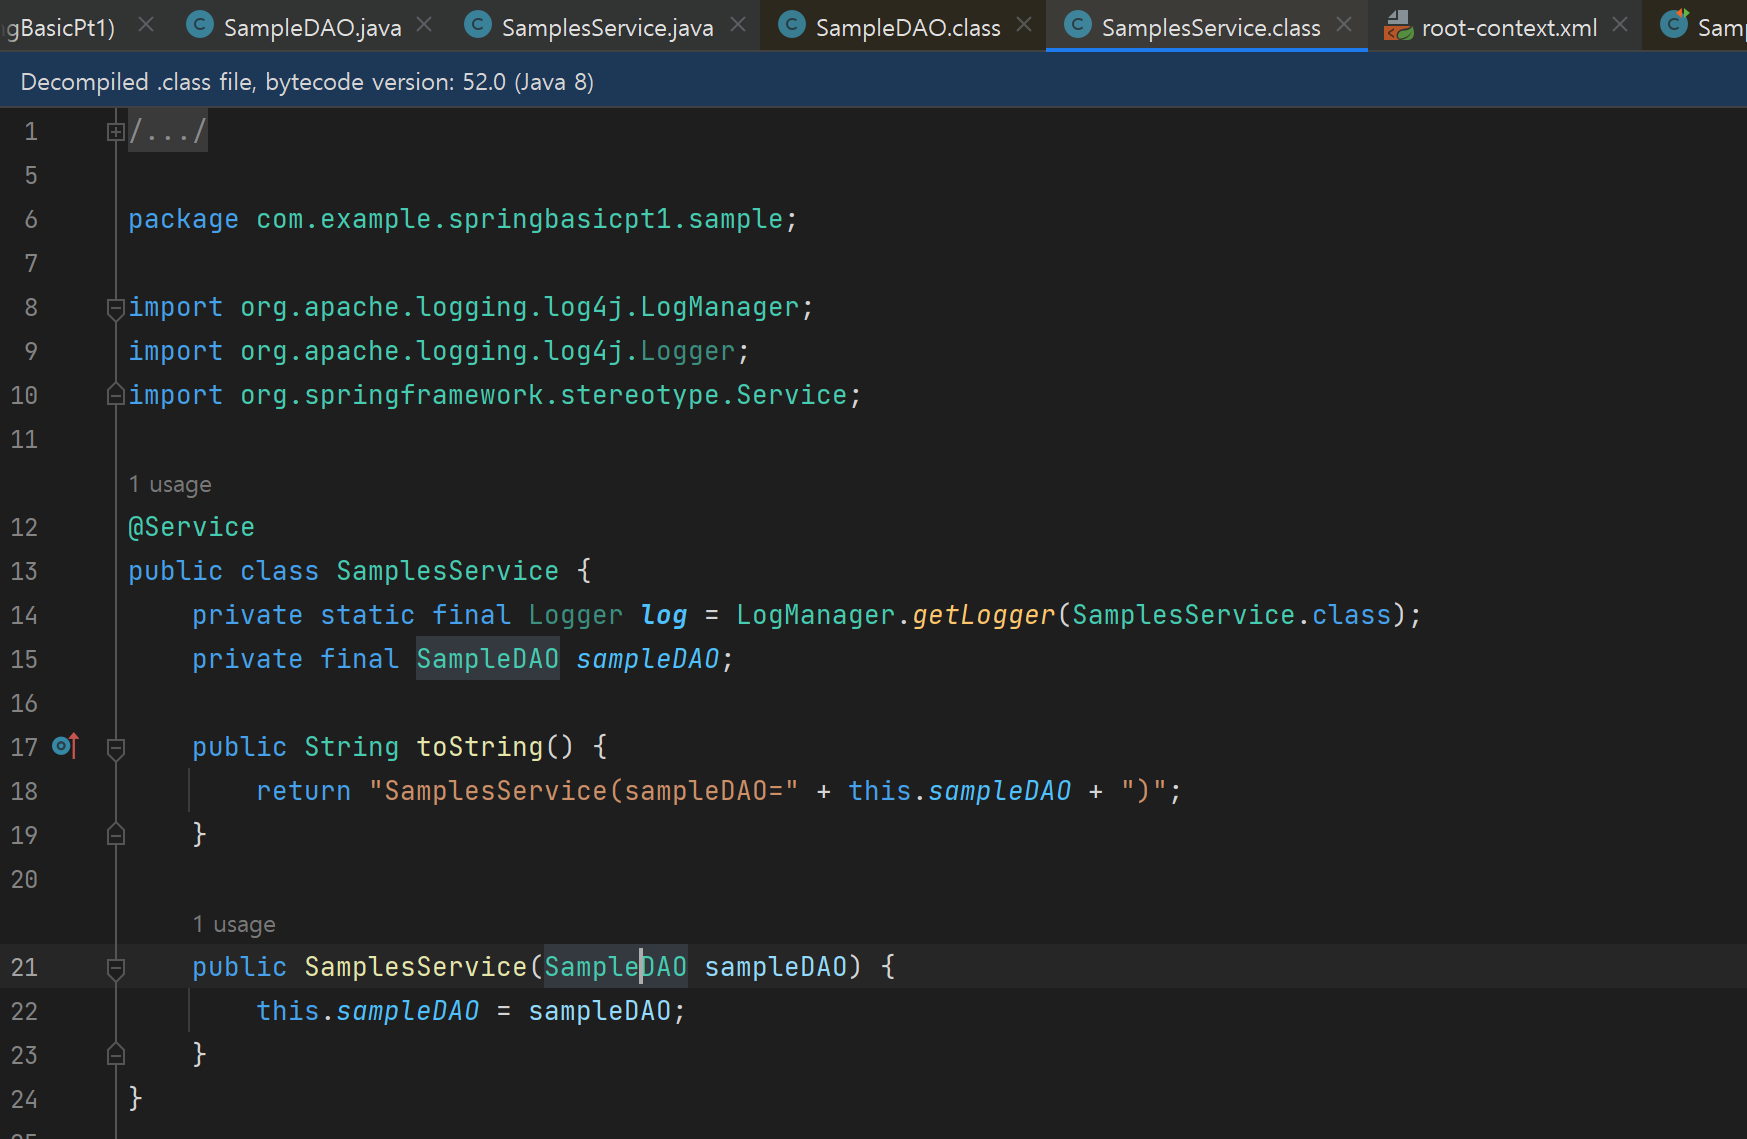 gBasicPt1) SampleDAO.java SamplesService.java SampleDAO.class SamplesService.class root-context.xml Sam
Decompiled .class file, bytecode version: 52.0 (Java 8)
1 /.../
5
6 package com.example.springbasicpt1.sample;
7
8 import org.apache.logging.log4j.LogManager;
9 import org.apache.logging.log4j.Logger;
10 import org.springframework.stereotype.Service;
11
1 usage
12 @Service
13 public class SamplesService {
14 private static final Logger log = LogManager.getLogger(SamplesService.class);
15 private final SampleDAO sampleDAO;
16
17 public String toString() {
18 return "SamplesService(sampleDAO=" + this.sampleDAO + ")";
19 }
20
1 usage
21 public SamplesService(SampleDAO sampleDAO) {
22 this.sampleDAO = sampleDAO;
23 }
24 }
25